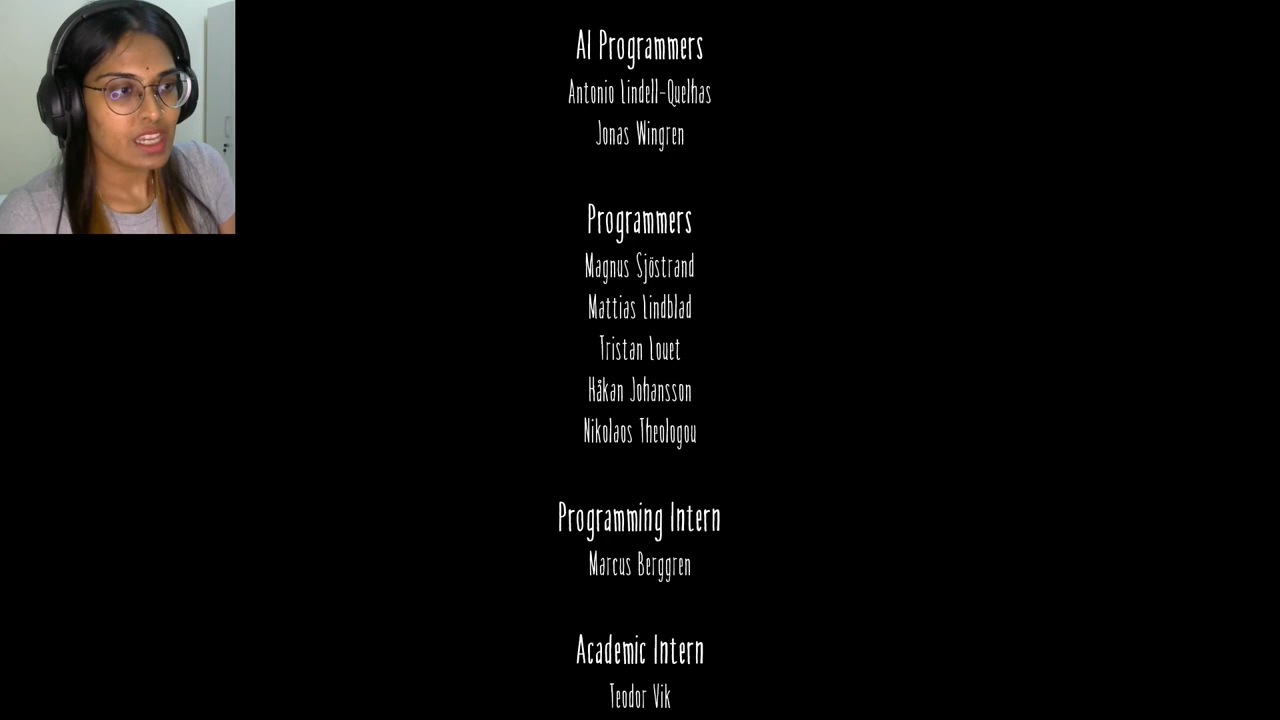 AI Programmers
Antonio Lindell-Quelhas
Jonas Wingren
Programmers
Magnus Sjöstrand
Mattias Lindblad
Tristan Louet
Håkan Johansson
Nikolaos Theologou
Programming Intern
Marcus Berggren
Academic Intern
Teodor Vik